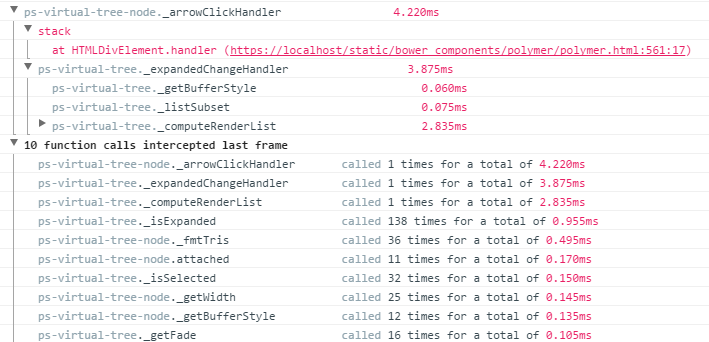 ps-virtual-tree-node._arrowClickHandler 4.220ms
stack
at HTMLDivElement.handler (https://localhost/static/bower_components/polymer/polymer.html:561:17)
ps-virtual-tree._expandedChangeHandler 3.875ms
ps-virtual-tree._getBufferStyle 0.060ms
ps-virtual-tree._listSubset 0.075ms
ps-virtual-tree._computeRenderList 2.835ms
10 function calls intercepted last frame
ps-virtual-tree-node._arrowClickHandler called 1 times for a total of 4.220ms
ps-virtual-tree._expandedChangeHandler called 1 times for a total of 3.875ms
ps-virtual-tree._computeRenderList called 1 times for a total of 2.835ms
ps-virtual-tree._isExpanded called 138 times for a total of 0.955ms
ps-virtual-tree-node._fmtTris called 36 times for a total of 0.495ms
ps-virtual-tree-node.attached called 11 times for a total of 0.170ms
ps-virtual-tree._isSelected called 32 times for a total of 0.150ms
ps-virtual-tree-node._getWidth called 25 times for a total of 0.145ms
ps-virtual-tree-node._getBufferStyle called 12 times for a total of 0.135ms
ps-virtual-tree-node._getFade called 16 times for a total of 0.105ms